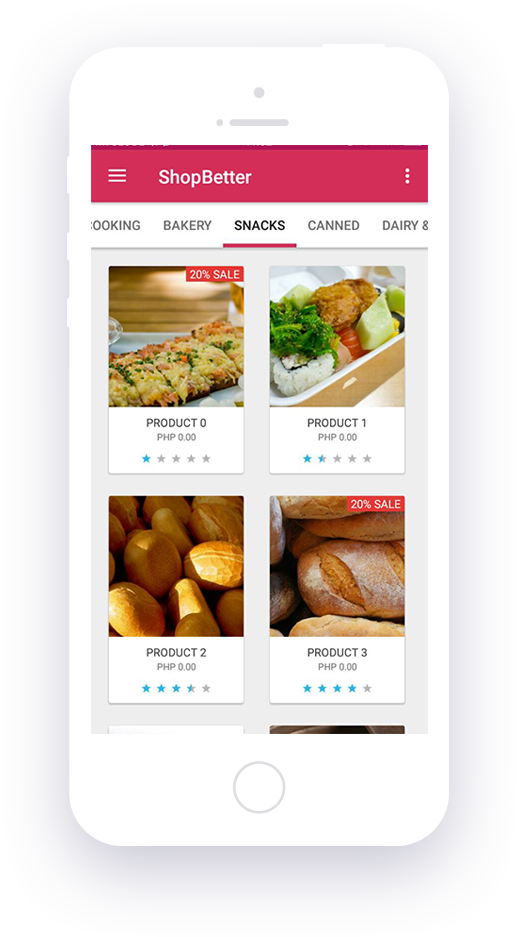 ShopBetter
COOKING BAKERY SNACKS CANNED DAIRY &
20% SALE
PRODUCT 0
PHP 0.00
PRODUCT 1
PHP 0.00
20% SALE
PRODUCT 2
PHP 0.00
PRODUCT 3
PHP 0.00